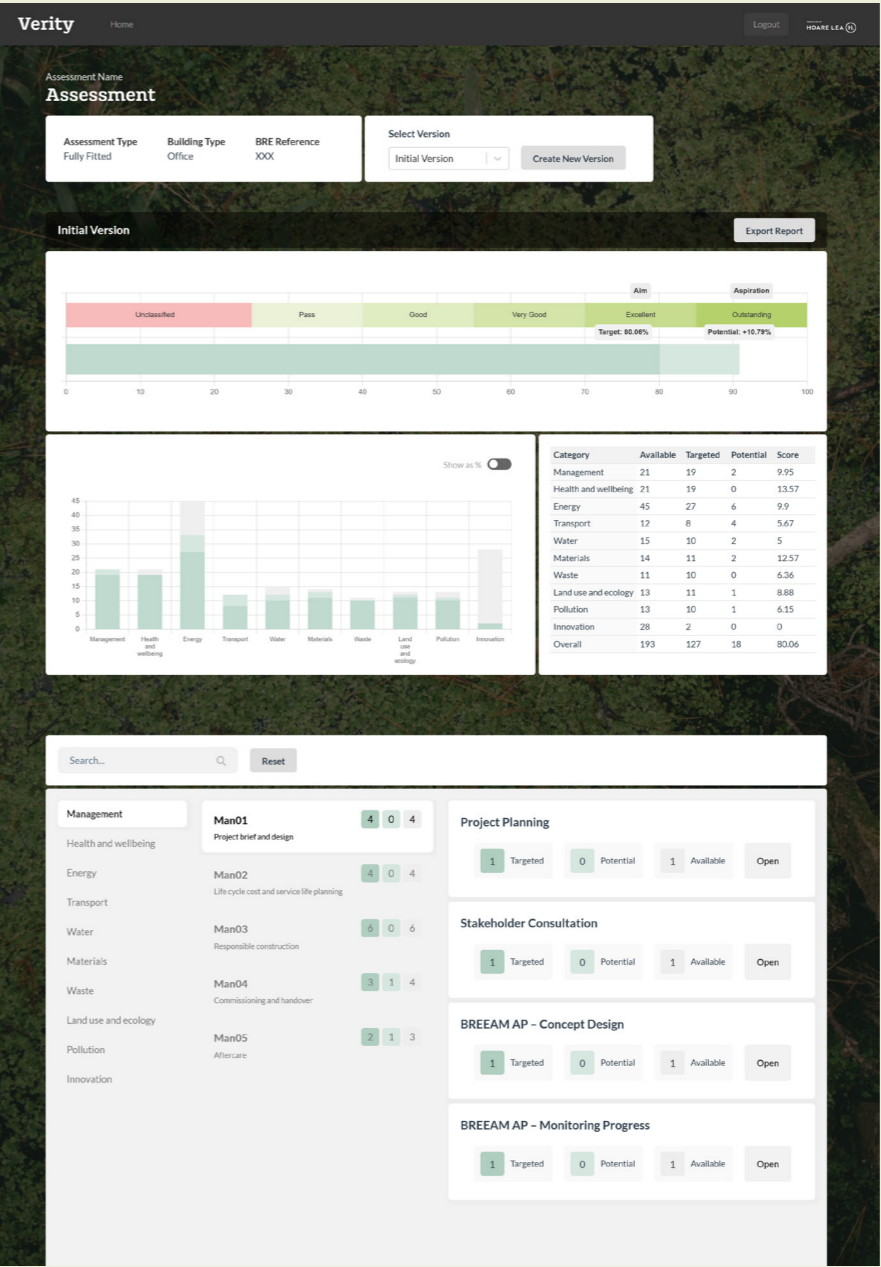 Verity
Home
Logout
HOARE LEA H.
Assessment Name
Assessment
Assessment Type Building Type BRE Reference
Fully Fitted Office XXX
Select Version
Initial Version
Create New Version
Initial Version
Export Report
Aim Aspiration
Unclassified Pass Good Very Good Excellent Outstanding
Target: 80.06% Potential: +10.79%
0 10 20 30 40 50 60 70 80 90 100
Show as %
45
40
35
30
25
20
15
10
5
0
Management
Health and wellbeing
Energy
Transport
Water
Materials
Waste
Land use and ecology
Pollution
Innovation
Category Available Targeted Potential Score
Management 21 19 2 9.95
Health and wellbeing 21 19 0 13.57
Energy 45 27 6 9.9
Transport 12 8 4 5.67
Water 15 10 2 5
Materials 14 11 2 12.57
Waste 11 10 0 6.36
Land use and ecology 13 11 1 8.88
Pollution 13 10 1 6.15
Innovation 28 2 0 0
Overall 193 127 18 80.06
Search...
Reset
Management
Health and wellbeing
Energy
Transport
Water
Materials
Waste
Land use and ecology
Pollution
Innovation
Man01 4 0 4
Project brief and design
Man02 4 0 4
Life cycle cost and service life planning
Man03 6 0 6
Responsible construction
Man04 3 1 4
Commissioning and handover
Man05 2 1 3
Aftercare
Project Planning
1 Targeted 0 Potential 1 Available Open
Stakeholder Consultation
1 Targeted 0 Potential 1 Available Open
BREEAM AP – Concept Design
1 Targeted 0 Potential 1 Available Open
BREEAM AP – Monitoring Progress
1 Targeted 0 Potential 1 Available Open